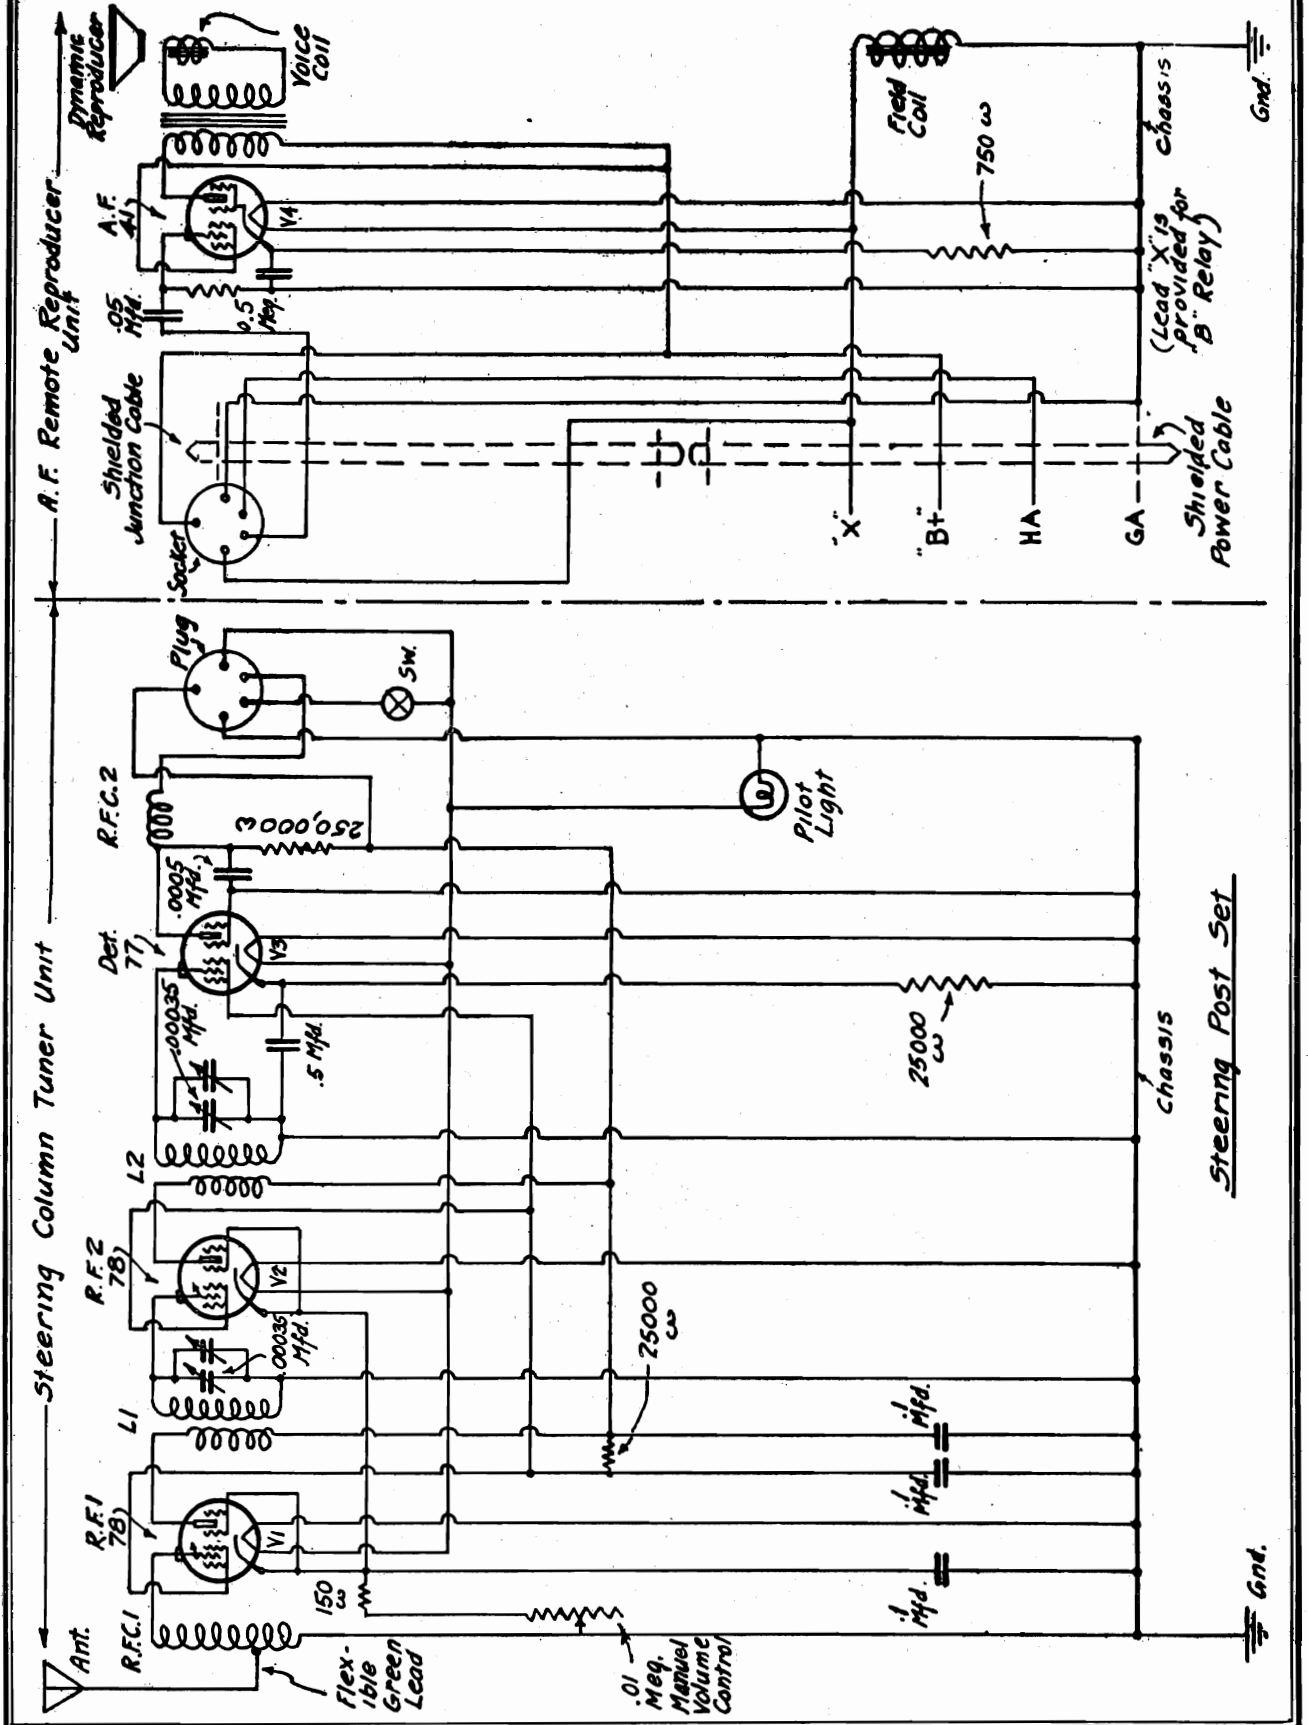 Steering Column Tuner Unit
A.F. Remote Reproducer
Unit
Ant.
R.F.C.1
R.F.1
78
L1
R.F.2
78
L2
Det.
77
R.F.C.2
Plug
Socket
Shielded
Junction Cable
.05
Mfd.
A.F.
41
Dynamic
Reproducer
Voice
Coil
V1
V2
V3
V4
.00035
Mfd.
.00035
Mfd.
.0005
Mfd.
250,000 ω
.5 Mfd.
0.5
Meg.
Sw.
Flex-
ible
Green
Lead
150
ω
.01
Meg.
Manuel
Volume
Control
25000
ω
25000
ω
Pilot
Light
"X"
"B+
HA
GA
Field
Coil
750 ω
.1
Mfd.
.1
Mfd.
.1
Mfd.
Chassis
Chassis
Shielded
Power Cable
(Lead "X" is
provided for
"B" Relay)
Gnd.
Gnd.
Steering Post Set